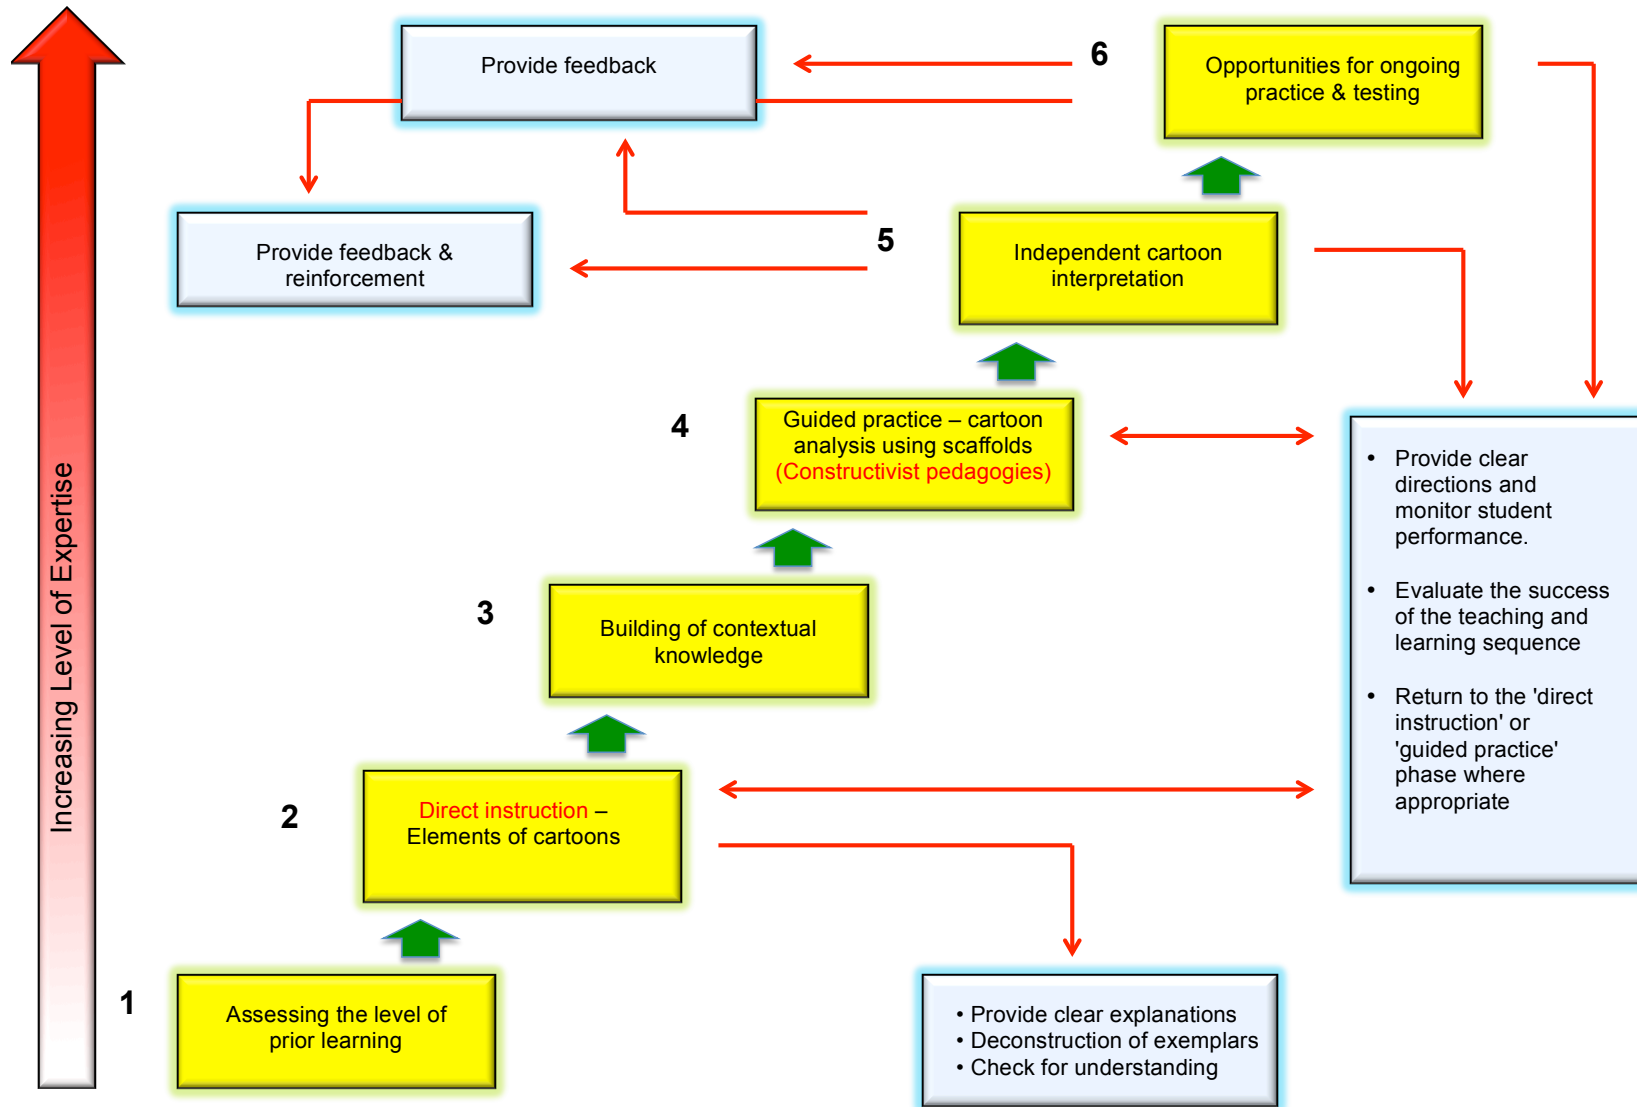 Increasing Level of Expertise
Provide feedback
6
Opportunities for ongoing
practice & testing
Provide feedback &
reinforcement
5
Independent cartoon
interpretation
4
Guided practice – cartoon
analysis using scaffolds
(Constructivist pedagogies)
• Provide clear
directions and
monitor student
performance.
• Evaluate the success
of the teaching and
learning sequence
• Return to the 'direct
instruction' or
'guided practice'
phase where
appropriate
3
Building of contextual
knowledge
2
Direct instruction –
Elements of cartoons
1
Assessing the level of
prior learning
• Provide clear explanations
• Deconstruction of exemplars
• Check for understanding